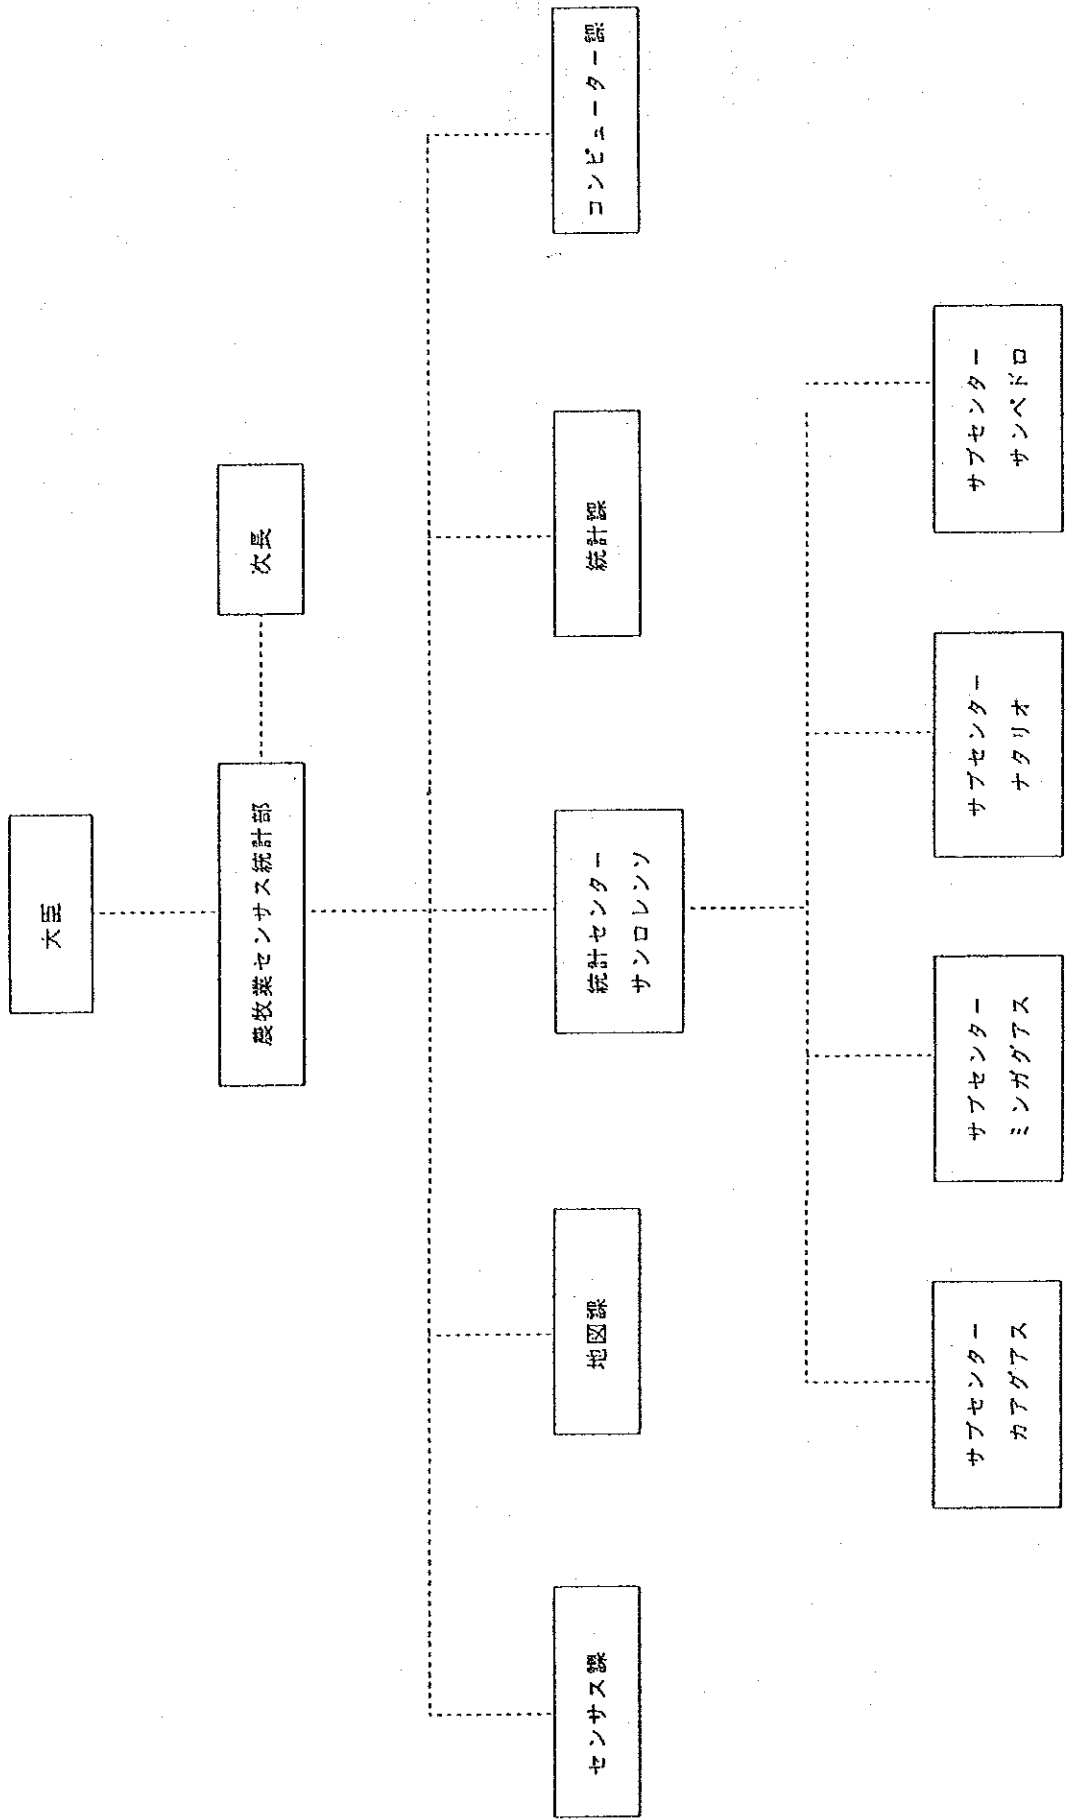 大臣
農牧業センサス統計部
次長
センサス課
地図課
統計センター
サンロレンソ
統計課
コンピューター課
サブセンター
カアグアス
サブセンター
ミンガグアス
サブセンター
ナタリオ
サブセンター
サンペドロ